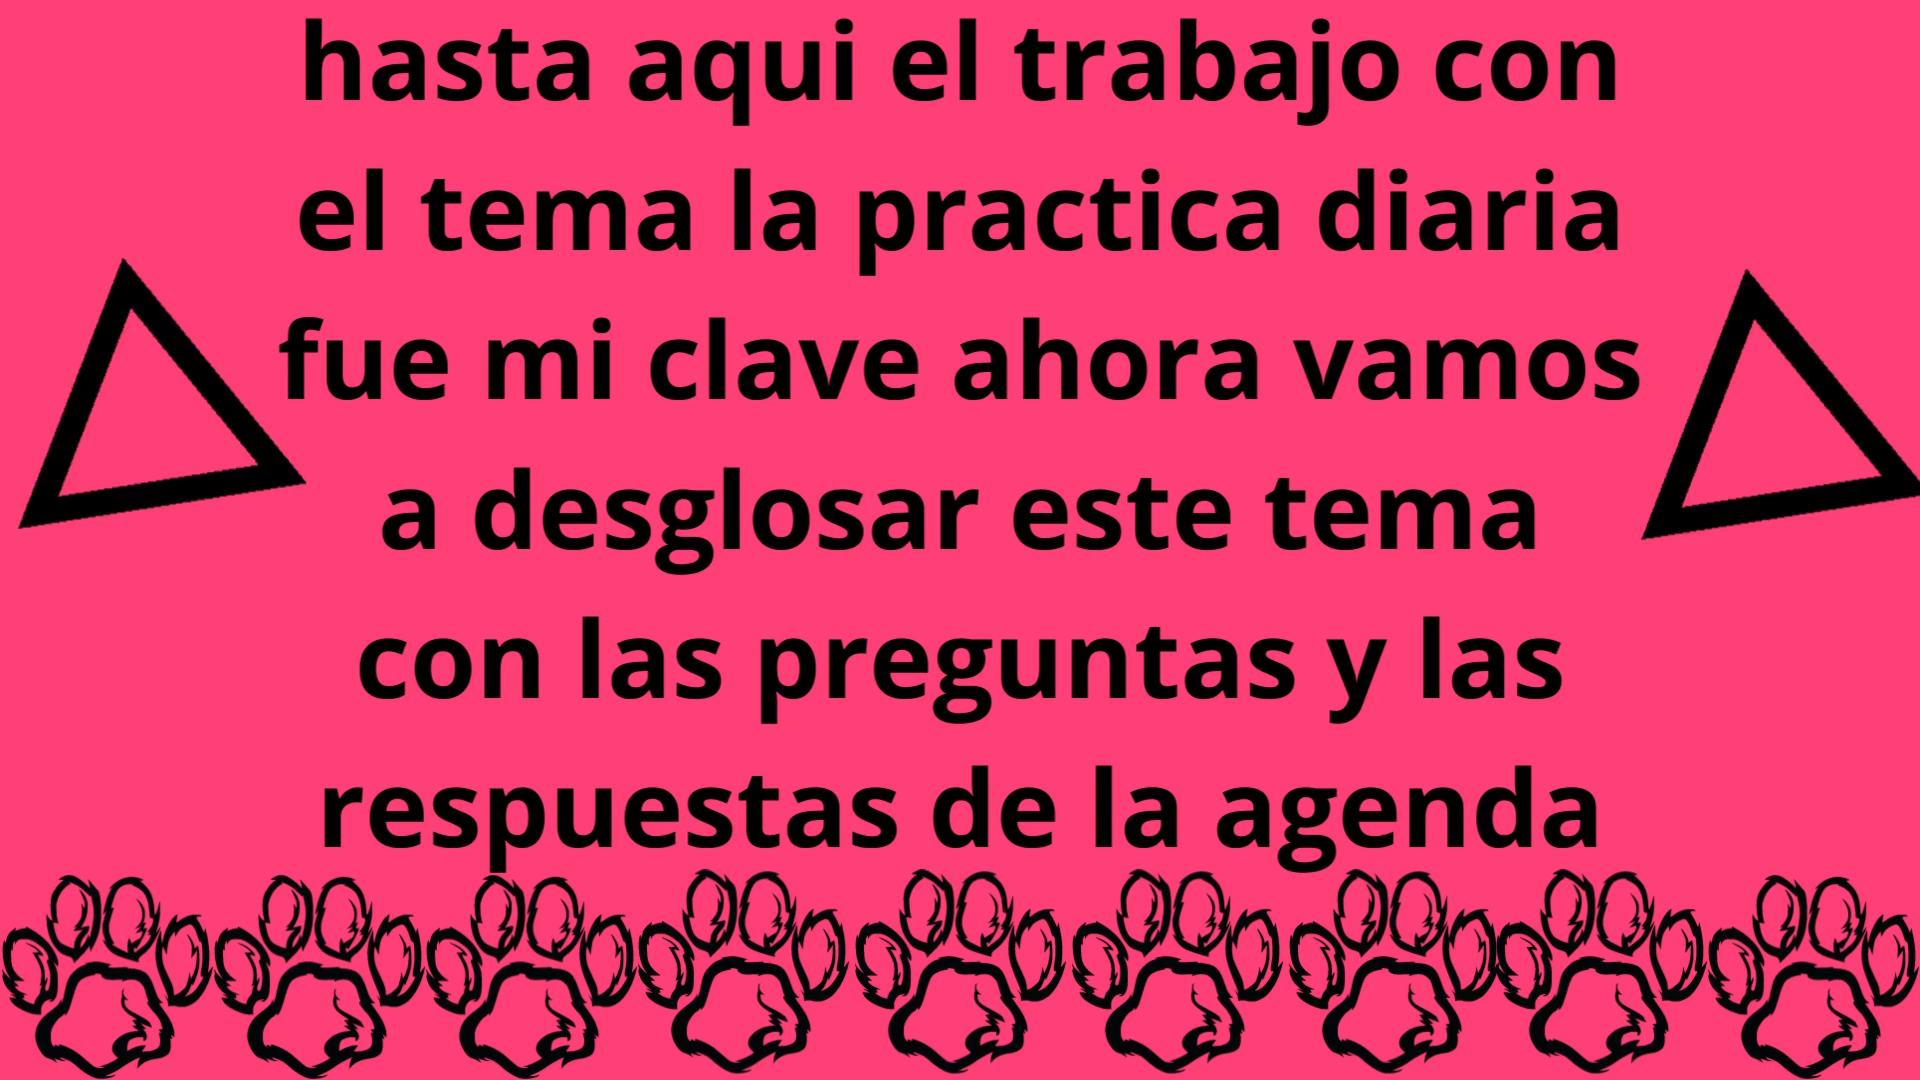 hasta aqui el trabajo con
el tema la practica diaria
fue mi clave ahora vamos
a desglosar este tema
con las preguntas y las
respuestas de la agenda